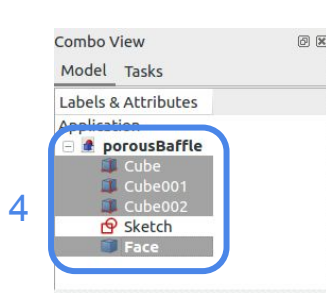 Combo View
Model Tasks
Labels & Attributes
Application
porousBaffle
Cube
Cube001
4
Cube002
Sketch
Face